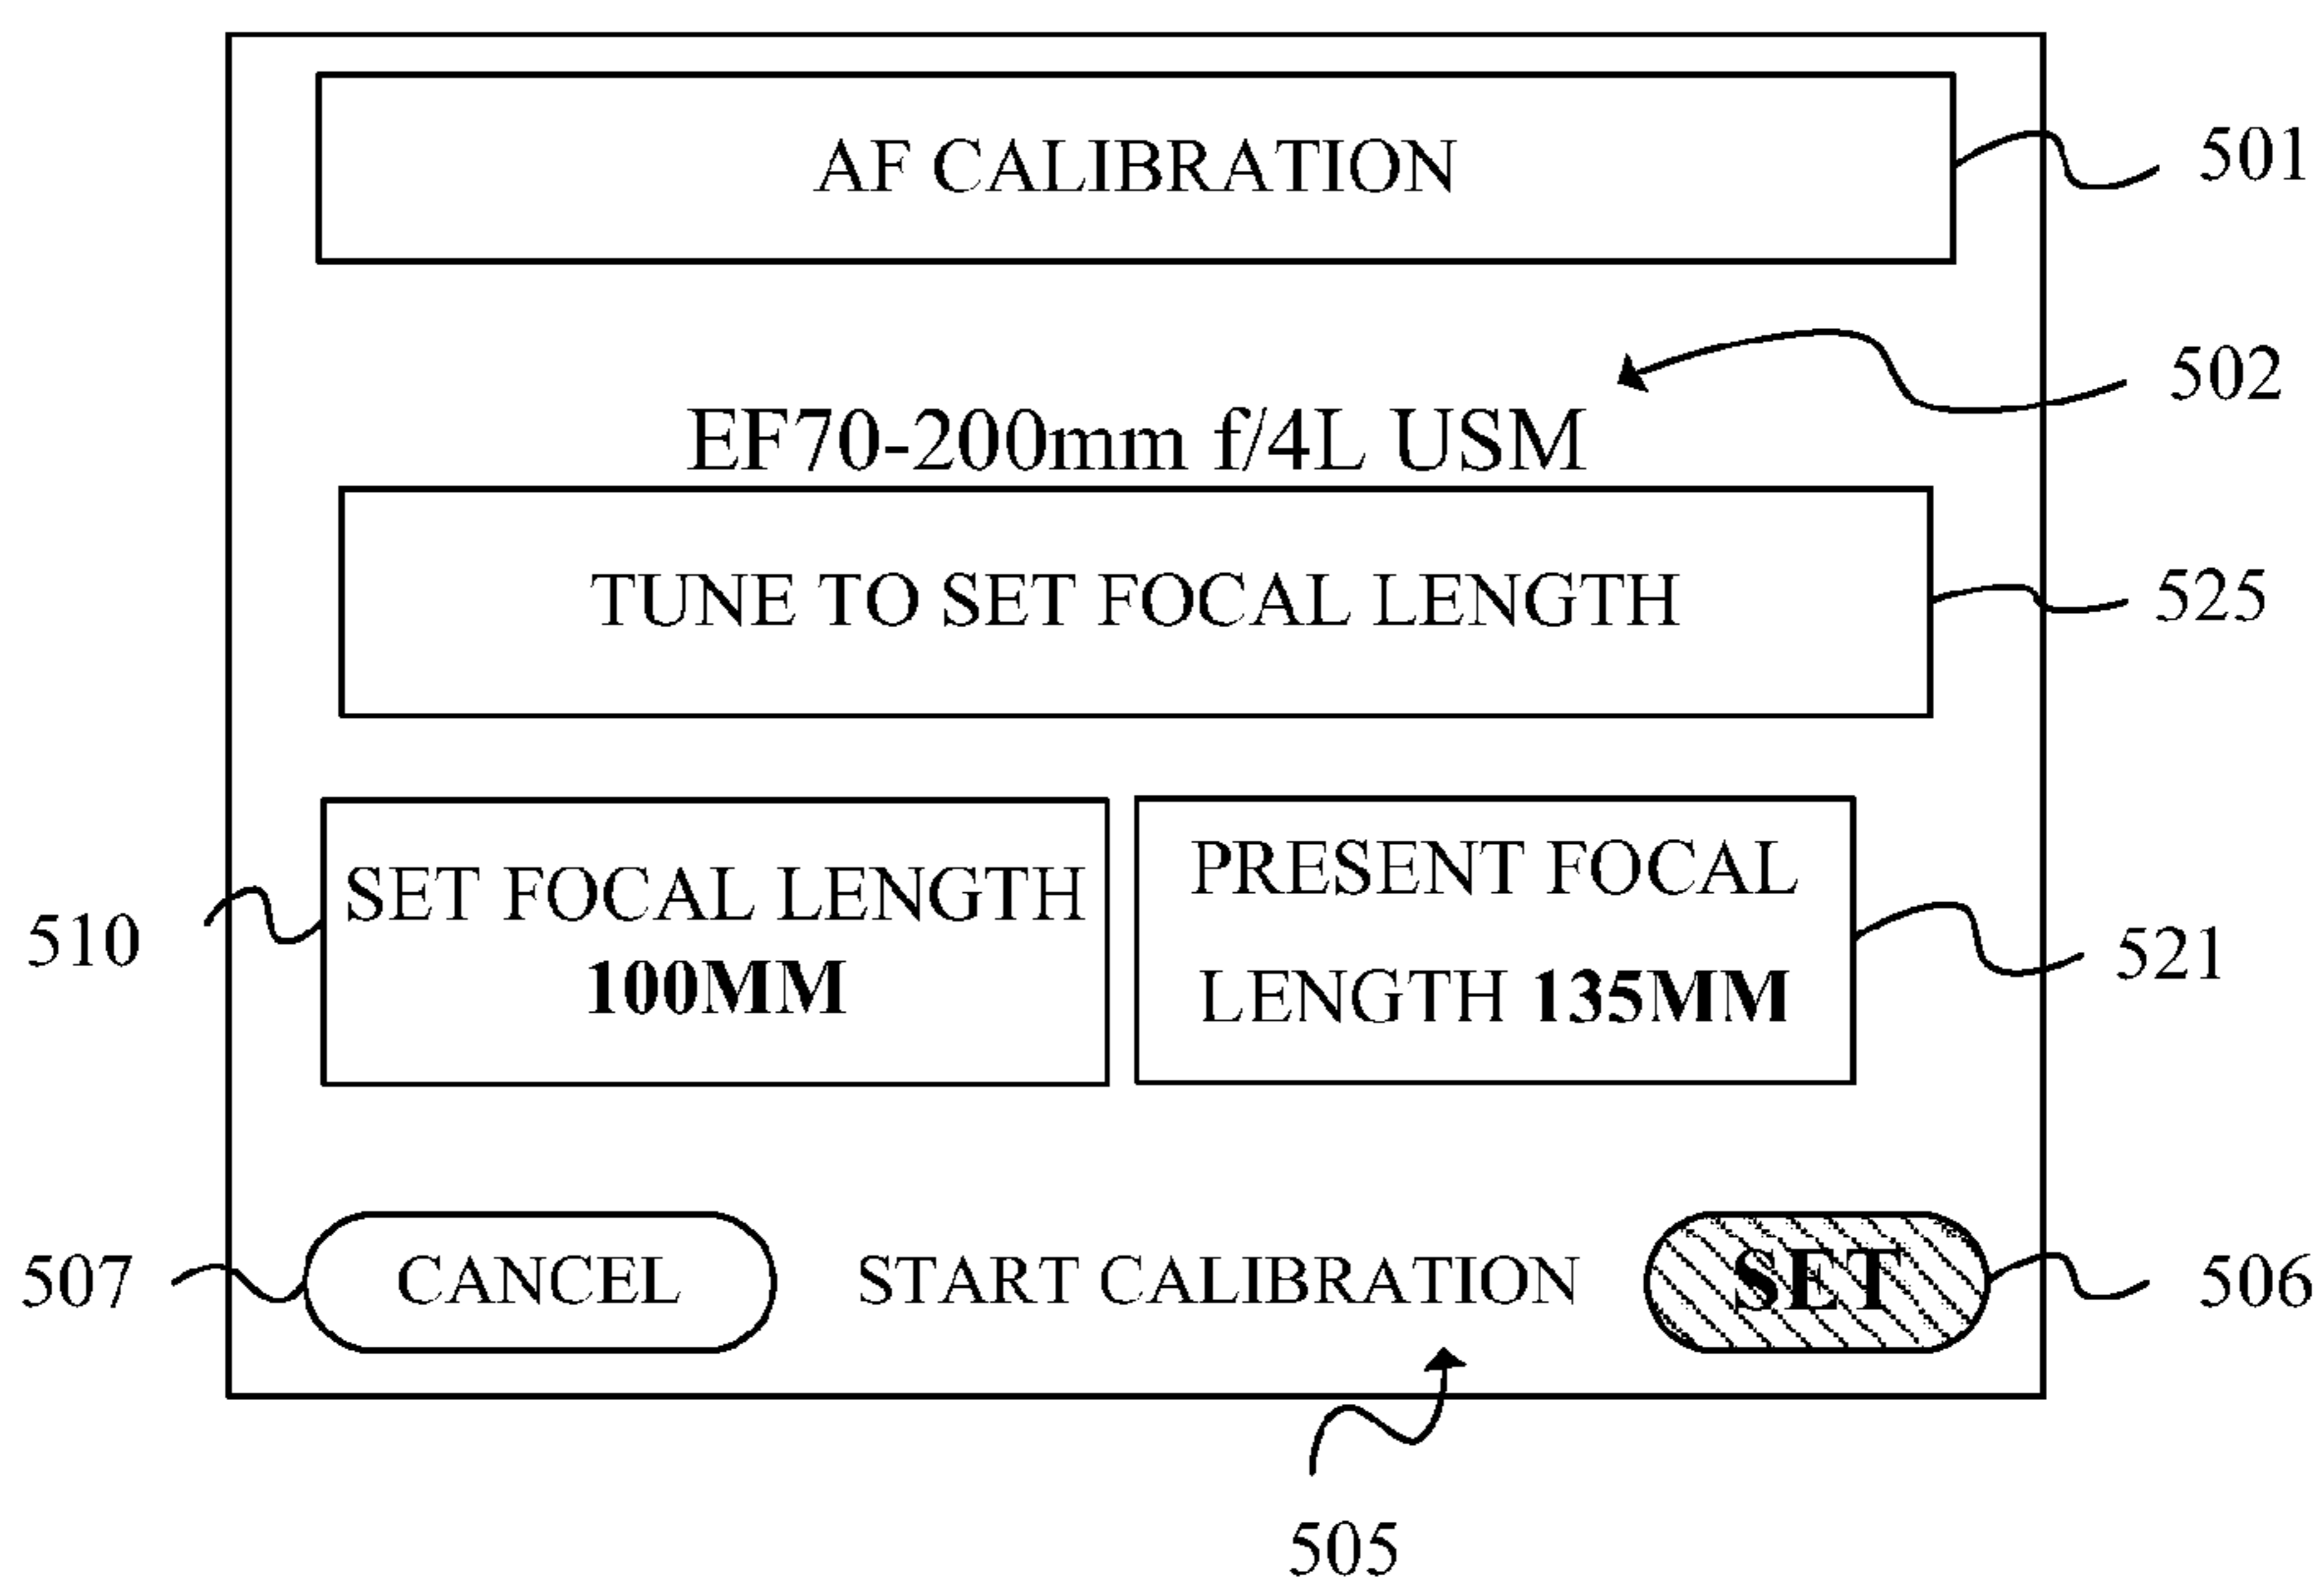 AF CALIBRATION
501
502
EF70-200mm f/4L USM
TUNE TO SET FOCAL LENGTH
525
510
SET FOCAL LENGTH
100MM
PRESENT FOCAL
LENGTH 135MM
521
507
CANCEL
START CALIBRATION
SET
506
505